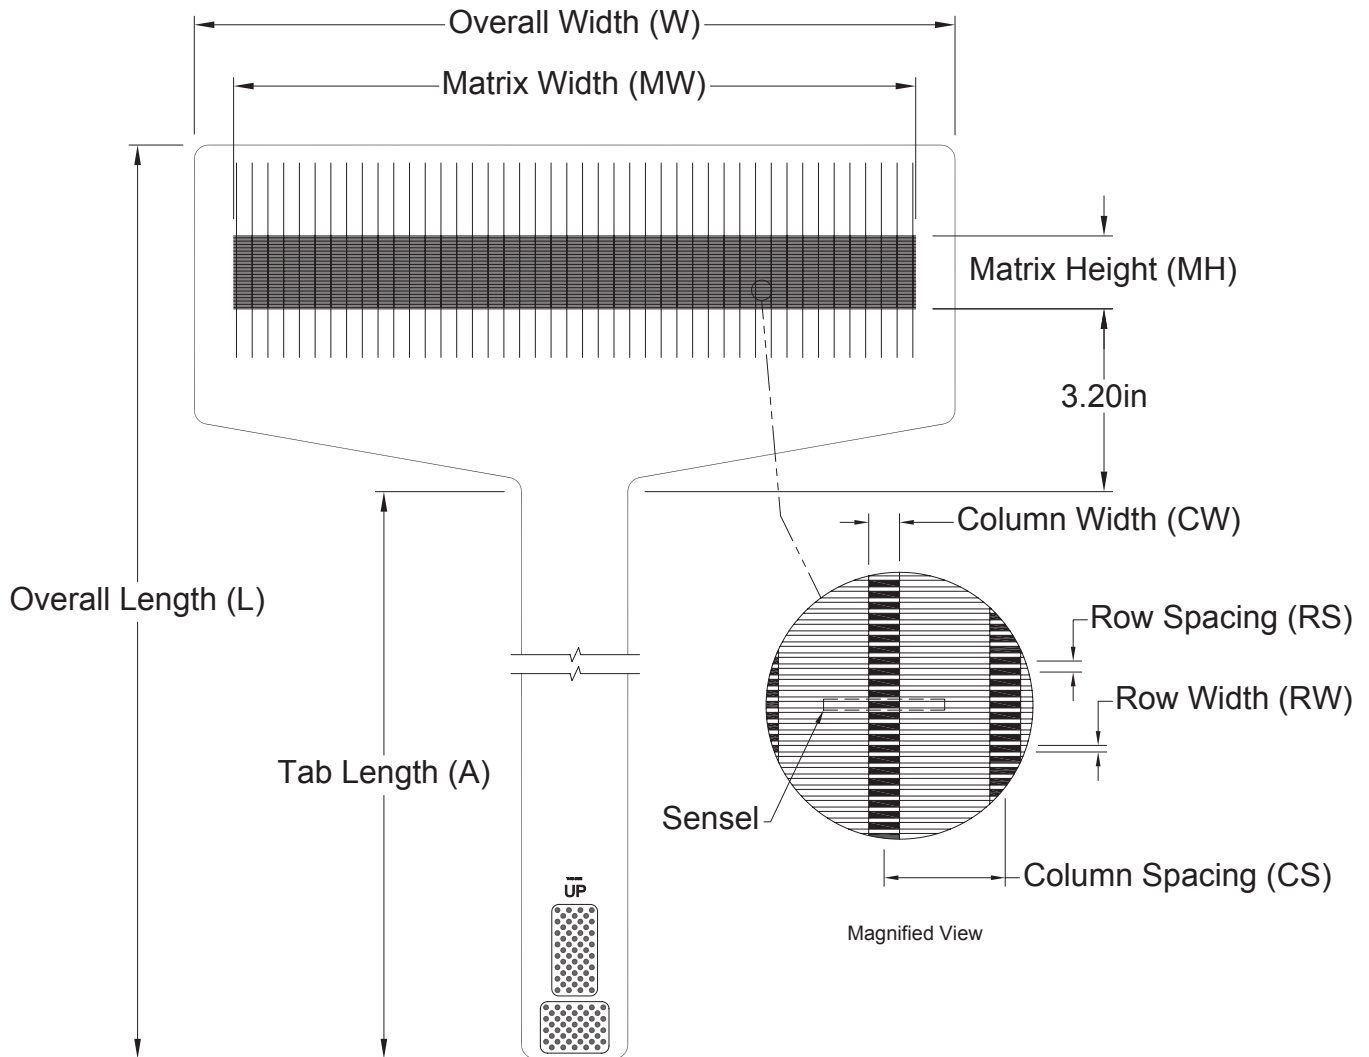 Overall Width (W)
Matrix Width (MW)
Matrix Height (MH)
3.20in
Column Width (CW)
Overall Length (L)
Row Spacing (RS)
Row Width (RW)
Tab Length (A)
Sensel
Column Spacing (CS)
UP
Magnified View